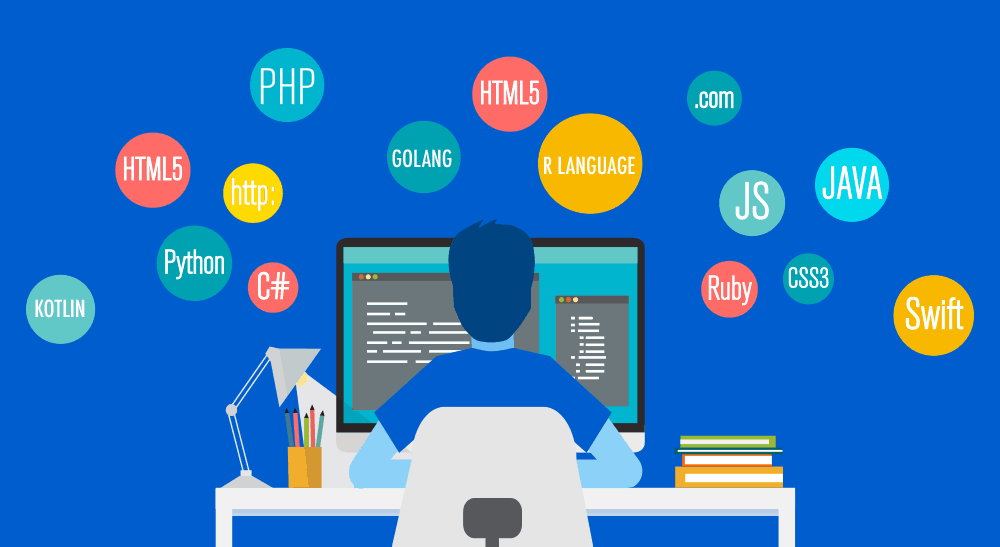 PHP
HTML5
.com
GOLANG
R LANGUAGE
HTML5
http:
JS
JAVA
Python
C#
Ruby
CSS3
KOTLIN
Swift